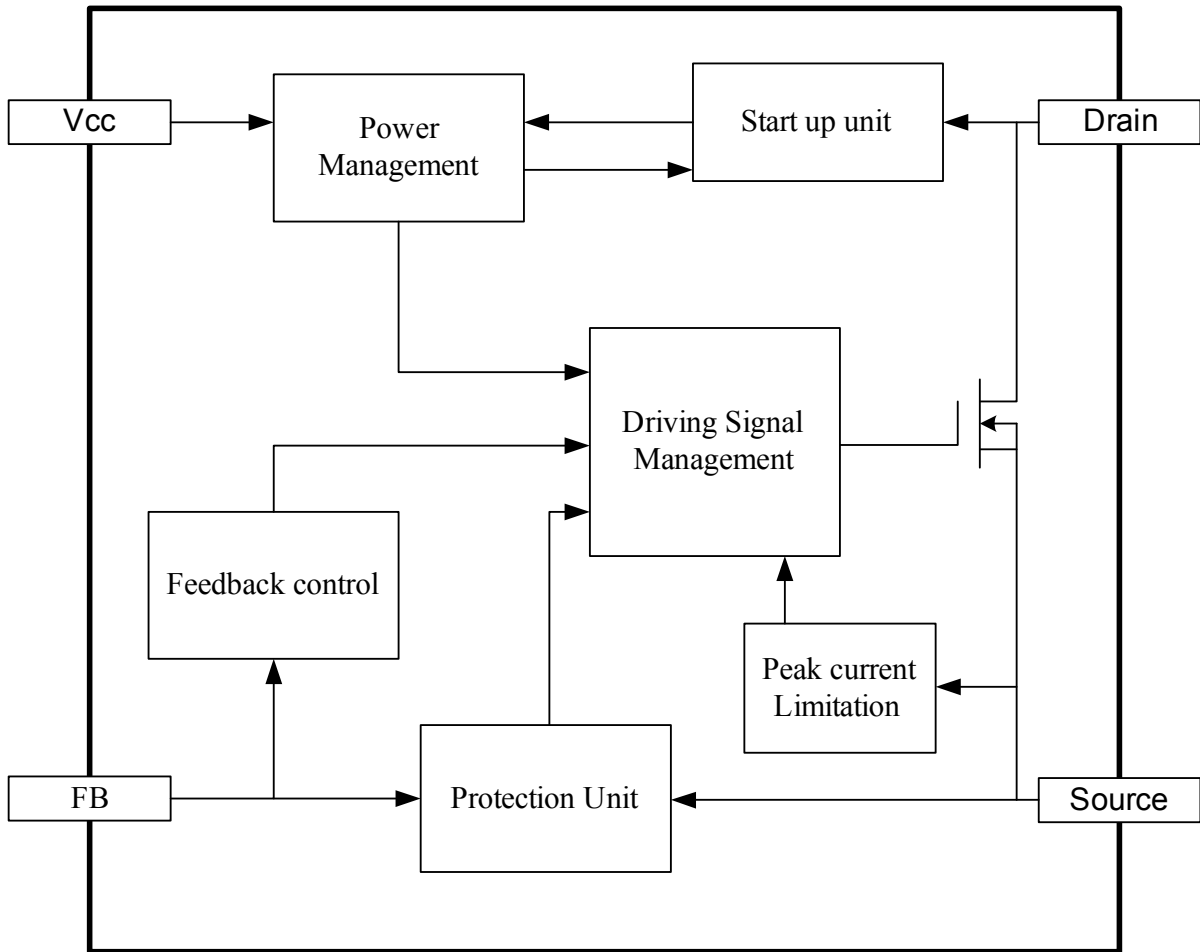 Vcc
Power
Management
Start up unit
Drain
Driving Signal
Management
Feedback control
Peak current
Limitation
FB
Protection Unit
Source